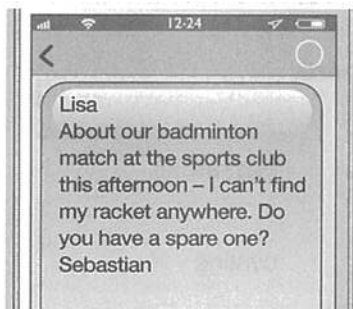 12:24
Lisa
About our badminton
match at the sports club
this afternoon – I can't find
my racket anywhere. Do
you have a spare one?
Sebastian